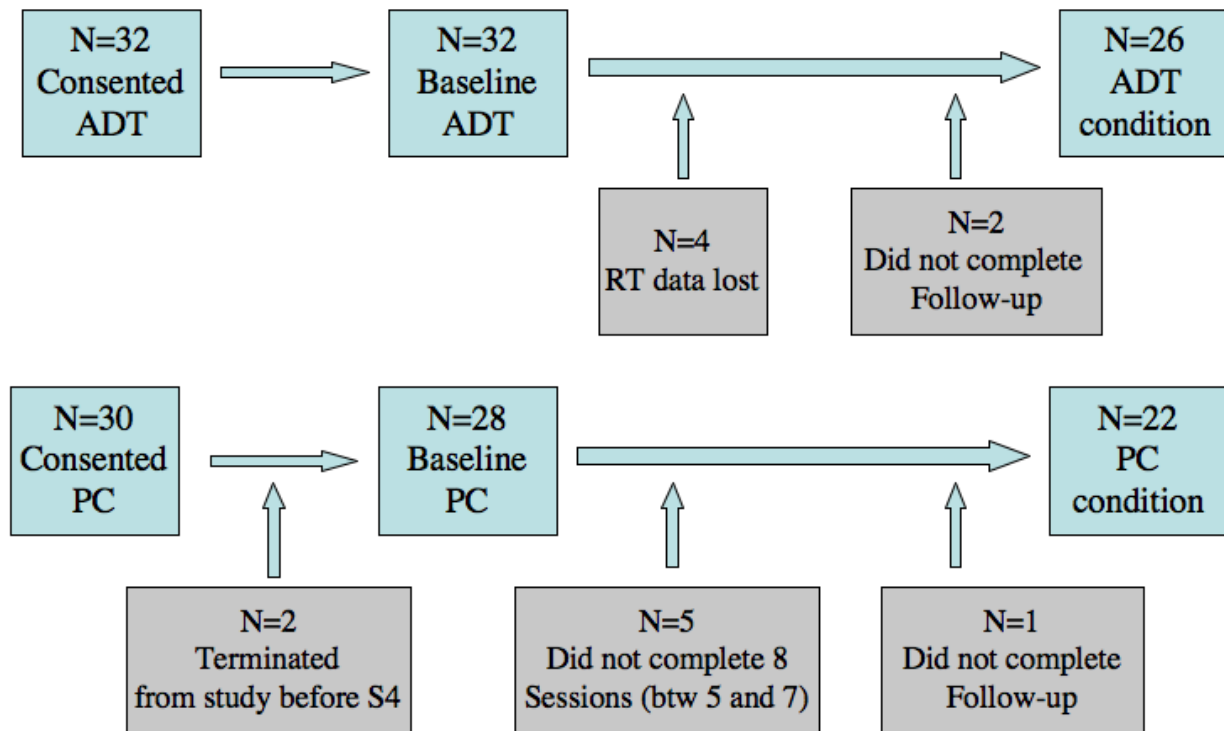 N=32
Consented
ADT
N=32
Baseline
ADT
N=26
ADT
condition
N=4
RT data lost
N=2
Did not complete
Follow-up
N=30
Consented
PC
N=28
Baseline
PC
N=22
PC
condition
N=2
Terminated
from study before S4
N=5
Did not complete 8
Sessions (btw 5 and 7)
N=1
Did not complete
Follow-up